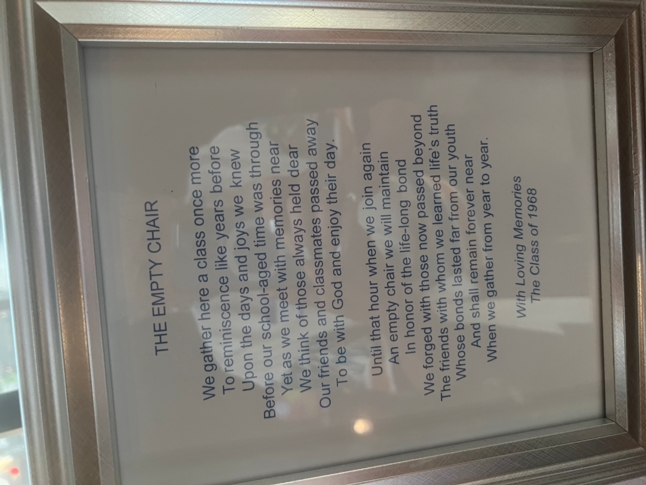 THE EMPTY CHAIR
We gather here a class once more
To reminiscence like years before
Upon the days and joys we knew
Before our school-aged time was through
Yet as we meet with memories near
We think of those always held dear
Our friends and classmates passed away
To be with God and enjoy their day.
Until that hour when we join again
An empty chair we will maintain
In honor of the life-long bond
We forged with those now passed beyond
The friends with whom we learned life's truth
Whose bonds lasted far from our youth
And shall remain forever near
When we gather from year to year.
With Loving Memories
The Class of 1968